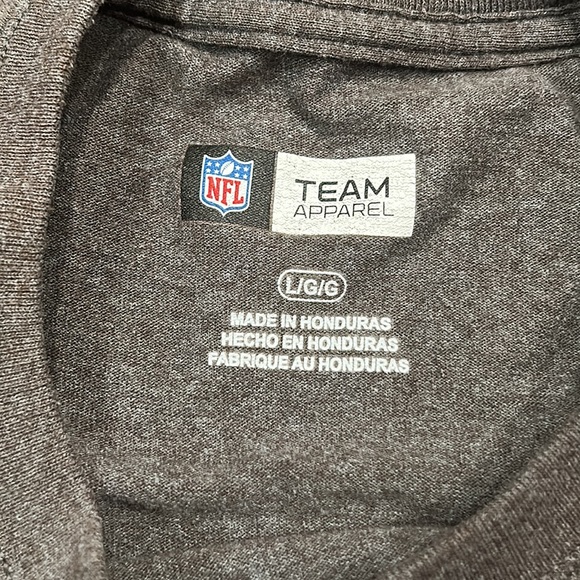 NFL
TEAM
APPAREL
L/G/G
MADE IN HONDURAS
HECHO EN HONDURAS
FABRIQUE AU HONDURAS